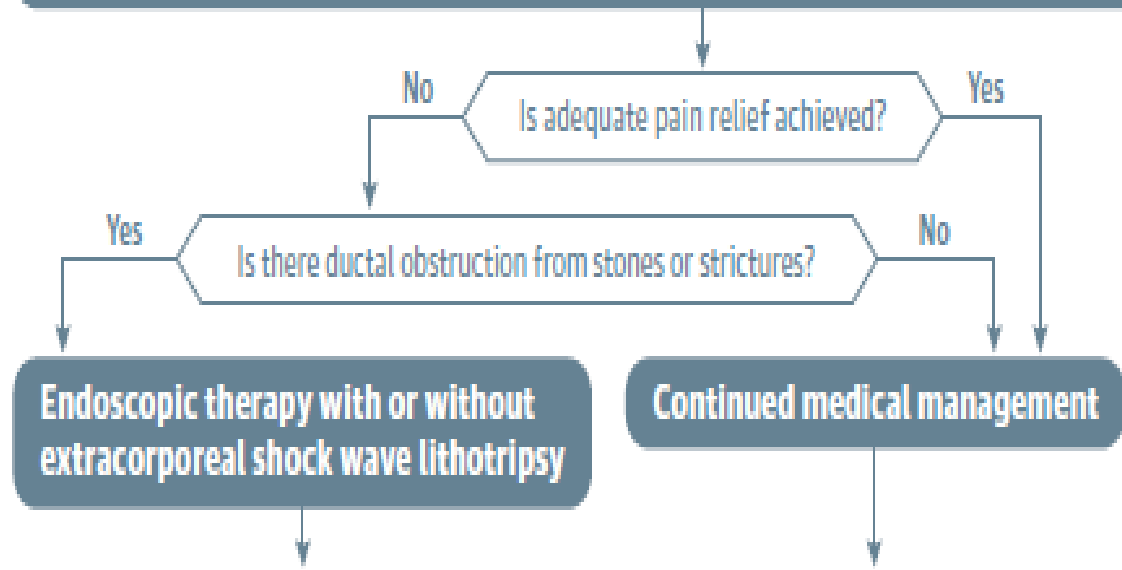 No
Is adequate pain relief achieved?
Yes
Yes
Is there ductal obstruction from stones or strictures?
No
Endoscopic therapy with or without
extracorporeal shock wave lithotripsy
Continued medical management